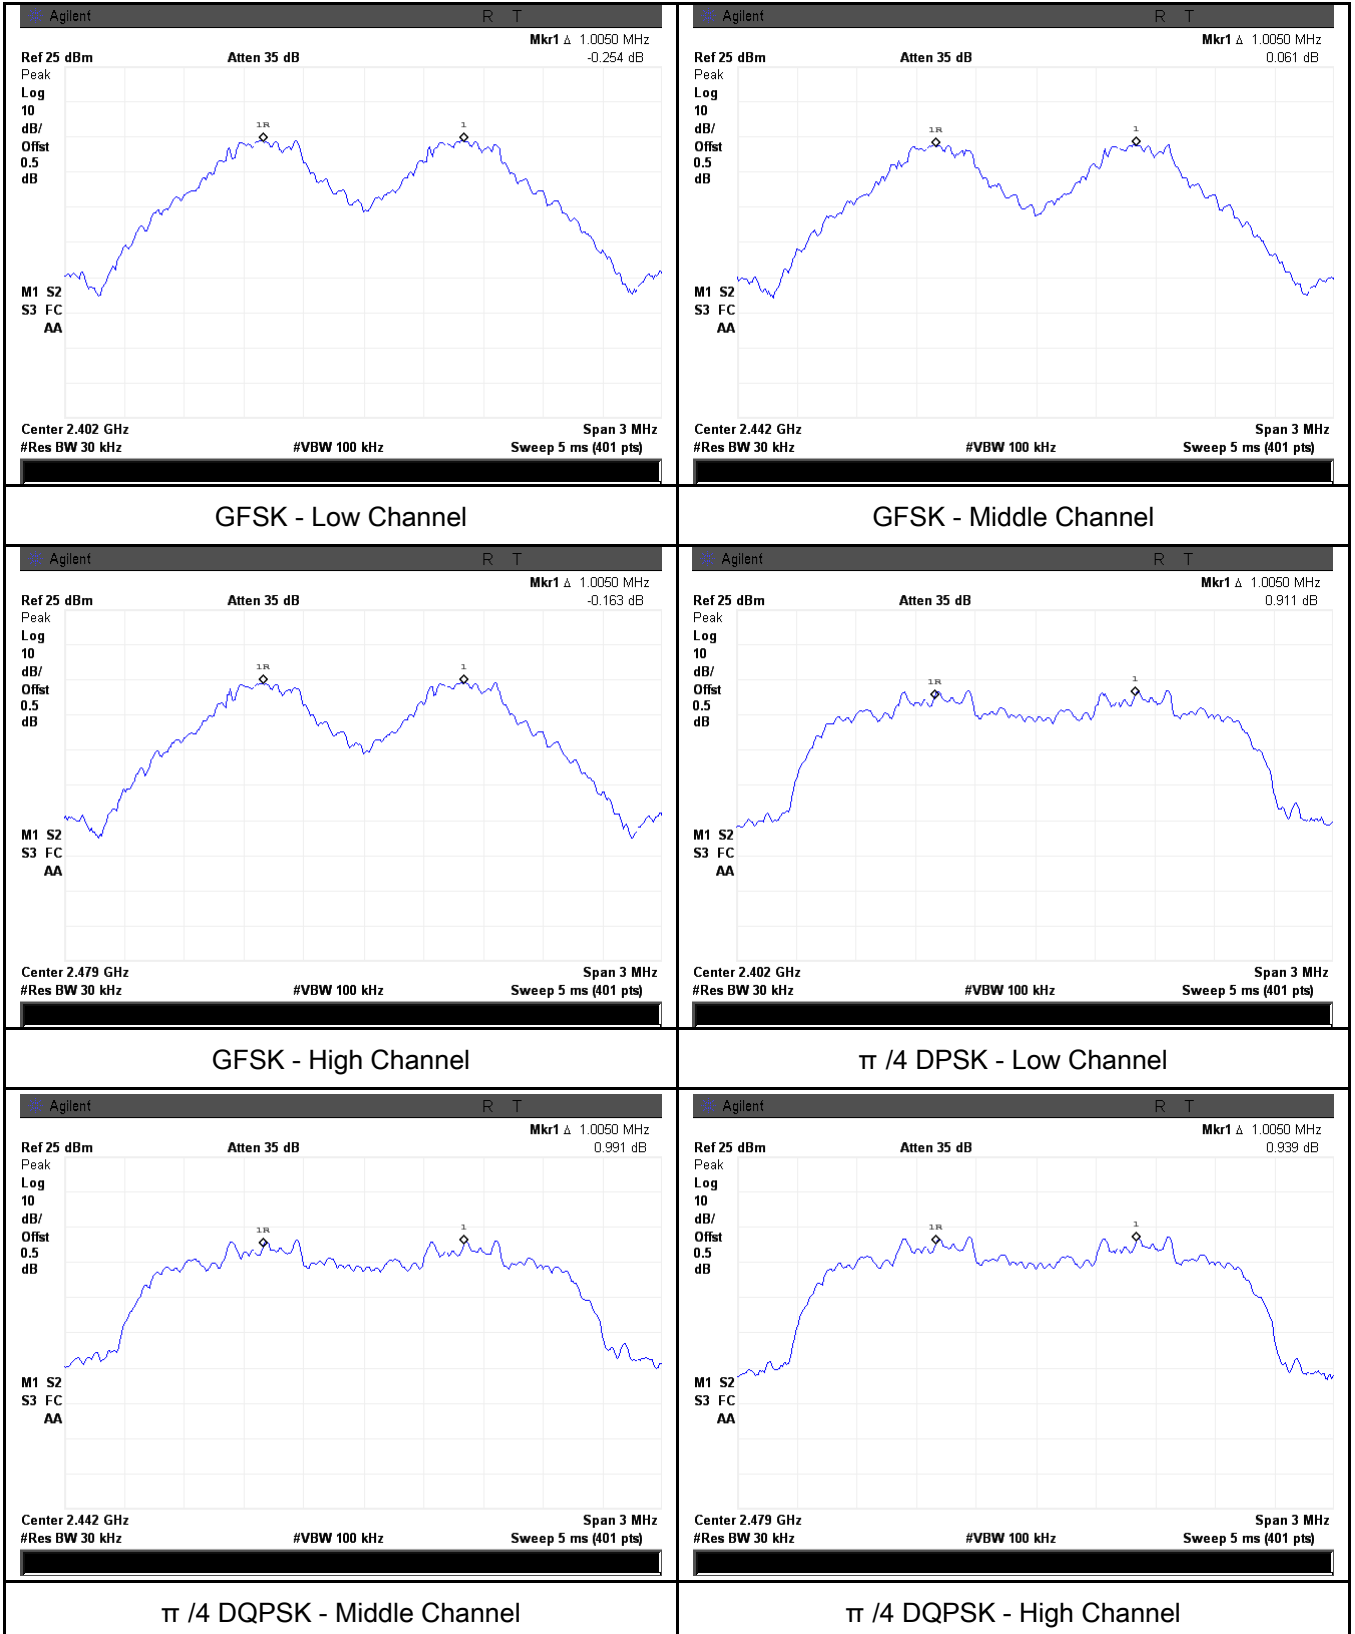 Agilent R T
Mkr1 Δ 1.0050 MHz
Ref 25 dBm Atten 35 dB -0.254 dB
Peak
Log
10
dB/
Offst
0.5
dB
1R 1
M1 S2
S3 FC
AA
Center 2.402 GHz Span 3 MHz
#Res BW 30 kHz #VBW 100 kHz Sweep 5 ms (401 pts)
GFSK - Low Channel
Agilent R T
Mkr1 Δ 1.0050 MHz
Ref 25 dBm Atten 35 dB 0.061 dB
Peak
Log
10
dB/
Offst
0.5
dB
1R 1
M1 S2
S3 FC
AA
Center 2.442 GHz Span 3 MHz
#Res BW 30 kHz #VBW 100 kHz Sweep 5 ms (401 pts)
GFSK - Middle Channel
Agilent R T
Mkr1 Δ 1.0050 MHz
Ref 25 dBm Atten 35 dB -0.163 dB
Peak
Log
10
dB/
Offst
0.5
dB
1R 1
M1 S2
S3 FC
AA
Center 2.479 GHz Span 3 MHz
#Res BW 30 kHz #VBW 100 kHz Sweep 5 ms (401 pts)
GFSK - High Channel
Agilent R T
Mkr1 Δ 1.0050 MHz
Ref 25 dBm Atten 35 dB 0.911 dB
Peak
Log
10
dB/
Offst
0.5
dB
1R 1
M1 S2
S3 FC
AA
Center 2.402 GHz Span 3 MHz
#Res BW 30 kHz #VBW 100 kHz Sweep 5 ms (401 pts)
π /4 DPSK - Low Channel
Agilent R T
Mkr1 Δ 1.0050 MHz
Ref 25 dBm Atten 35 dB 0.991 dB
Peak
Log
10
dB/
Offst
0.5
dB
1R 1
M1 S2
S3 FC
AA
Center 2.442 GHz Span 3 MHz
#Res BW 30 kHz #VBW 100 kHz Sweep 5 ms (401 pts)
π /4 DQPSK - Middle Channel
Agilent R T
Mkr1 Δ 1.0050 MHz
Ref 25 dBm Atten 35 dB 0.939 dB
Peak
Log
10
dB/
Offst
0.5
dB
1R 1
M1 S2
S3 FC
AA
Center 2.479 GHz Span 3 MHz
#Res BW 30 kHz #VBW 100 kHz Sweep 5 ms (401 pts)
π /4 DQPSK - High Channel